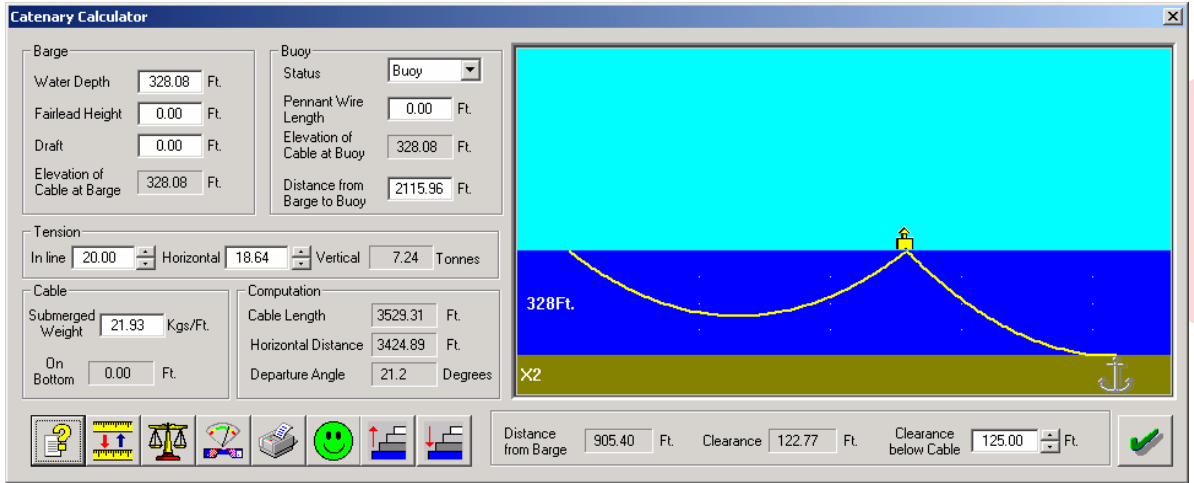 Catenary Calculator
Barge
Water Depth 328.08 Ft.
Fairlead Height 0.00 Ft.
Draft 0.00 Ft.
Elevation of
Cable at Barge 328.08 Ft.
Buoy
Status Buoy
Pennant Wire
Length 0.00 Ft.
Elevation of
Cable at Buoy 328.08 Ft.
Distance from
Barge to Buoy 2115.96 Ft.
Tension
In line 20.00 Horizontal 18.64 Vertical 7.24 Tonnes
Cable
Submerged
Weight 21.93 Kgs/Ft.
On
Bottom 0.00 Ft.
Computation
Cable Length 3529.31 Ft.
Horizontal Distance 3424.89 Ft.
Departure Angle 21.2 Degrees
328Ft.
X2
Distance
from Barge 905.40 Ft. Clearance 122.77 Ft. Clearance
below Cable 125.00 Ft.